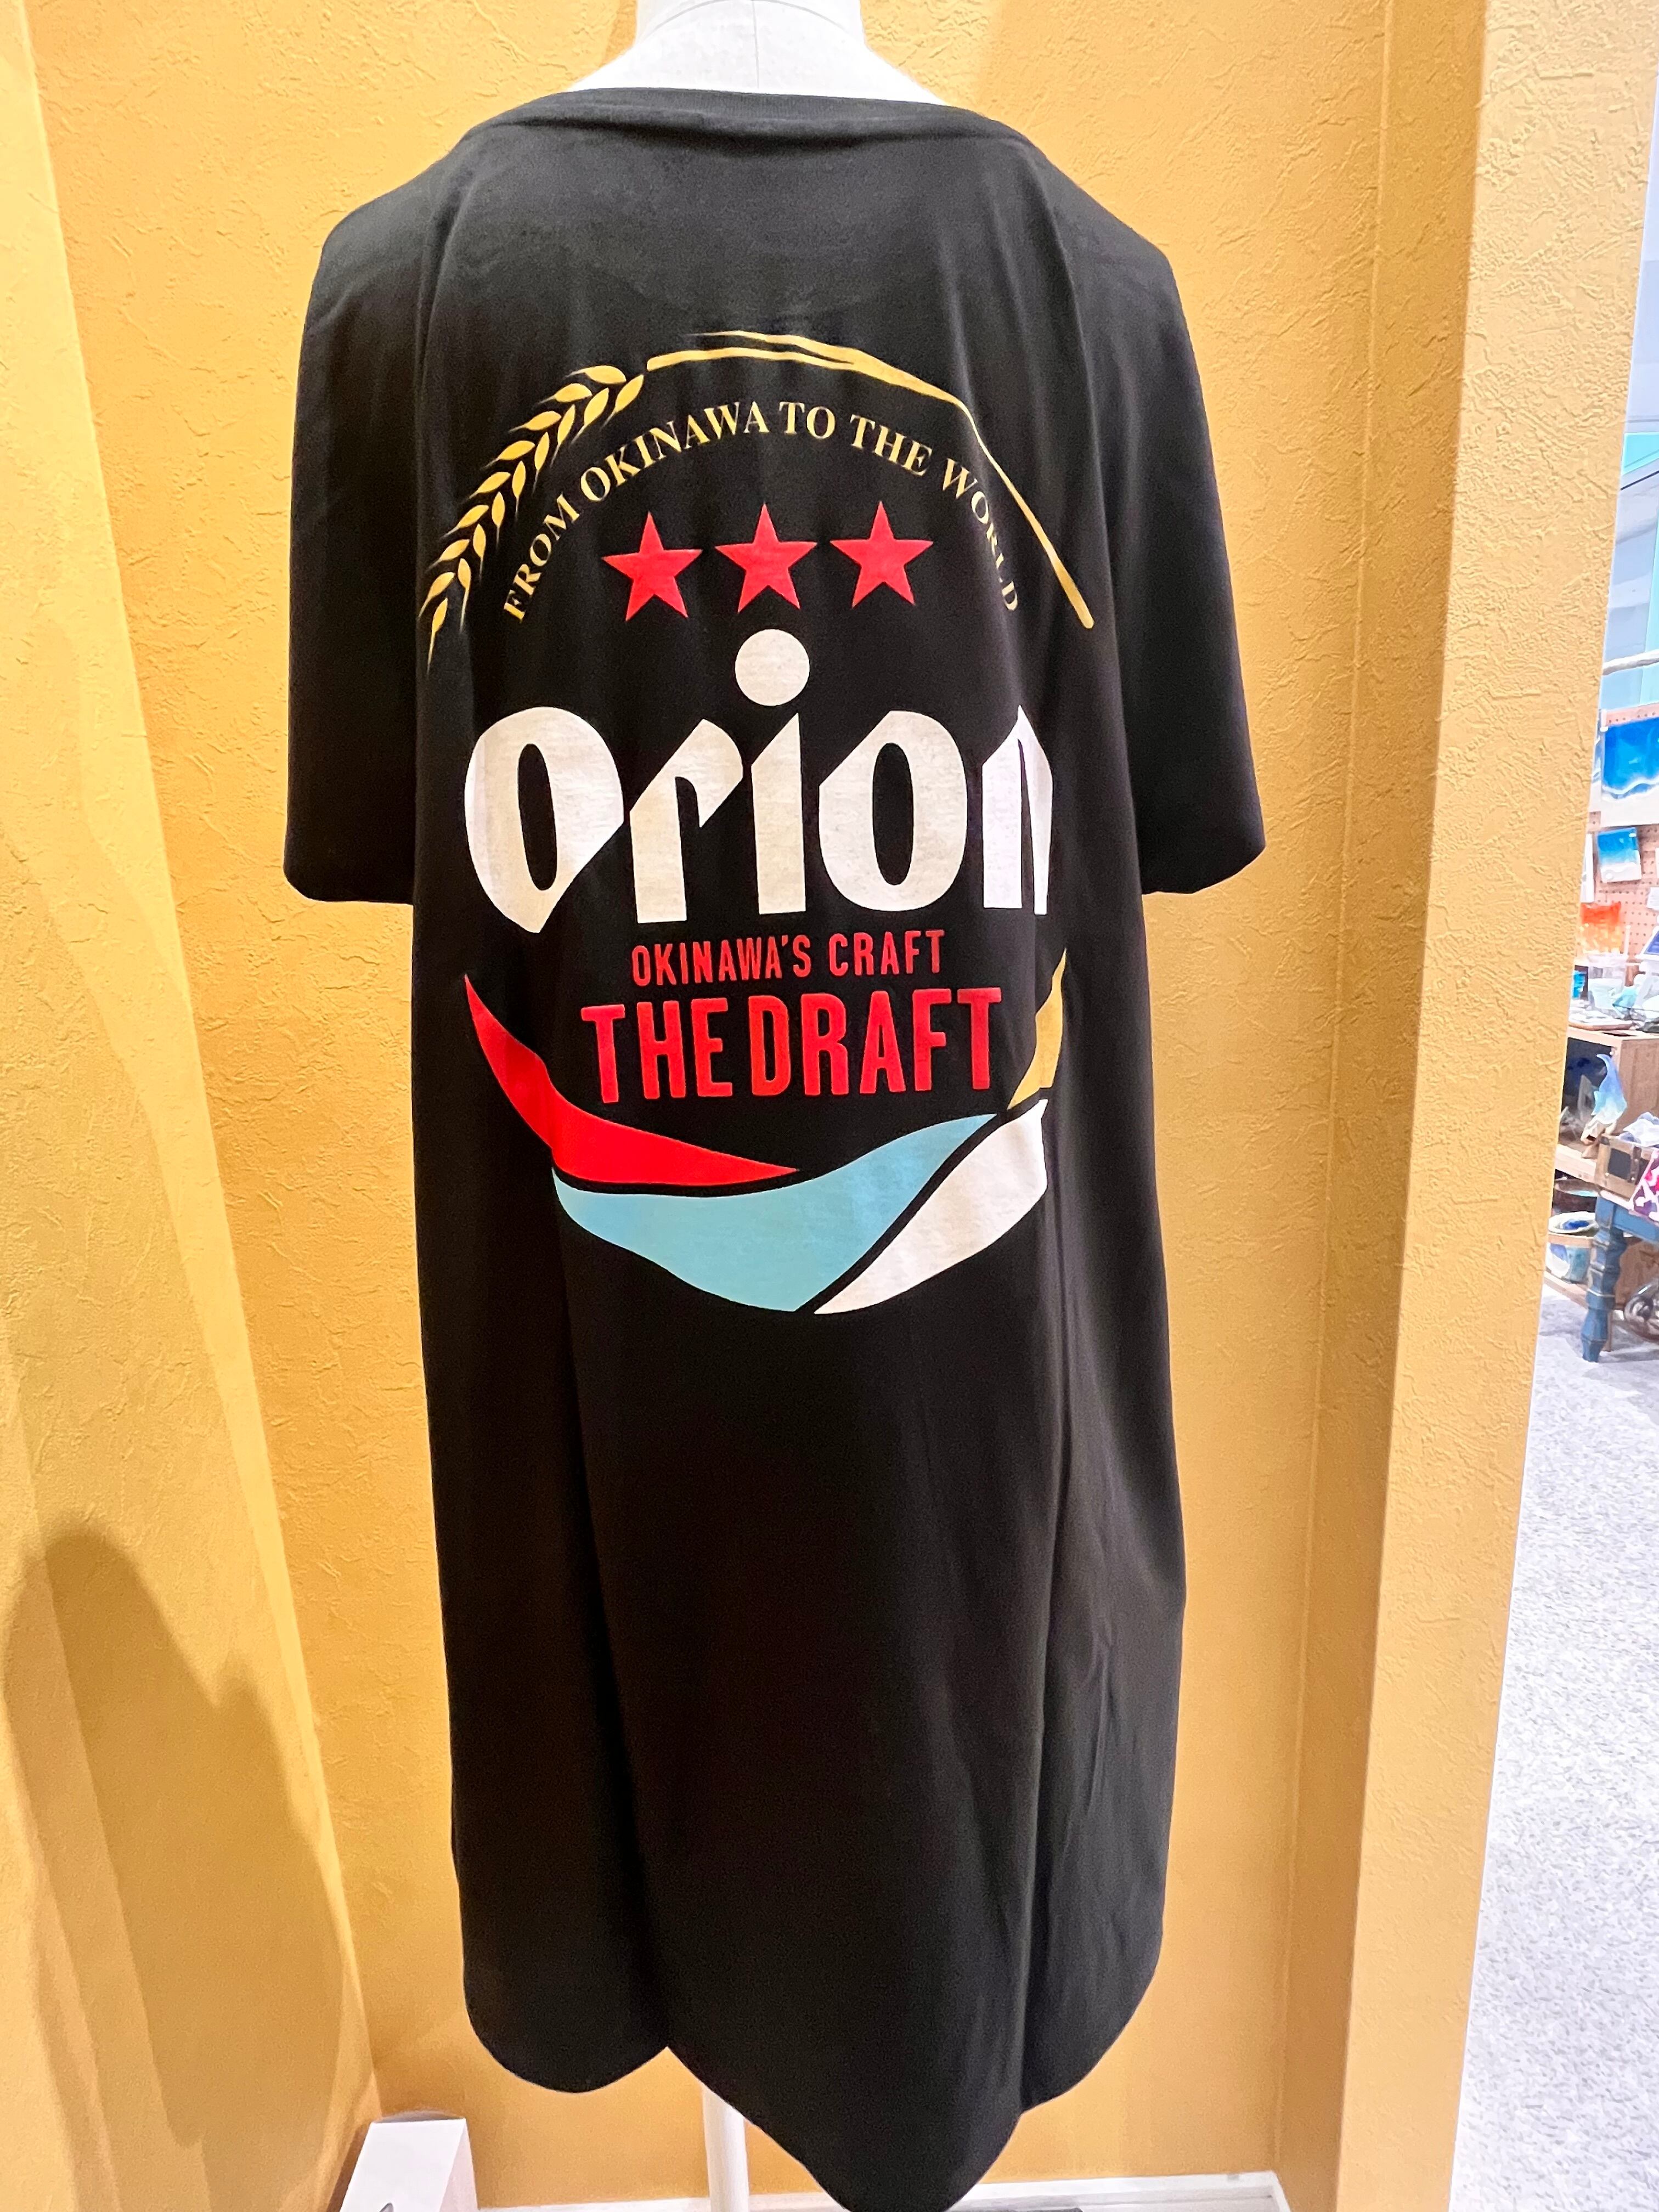 FROM OKINAWA TO THE WORLD
orion
OKINAWA'S CRAFT
THE DRAFT